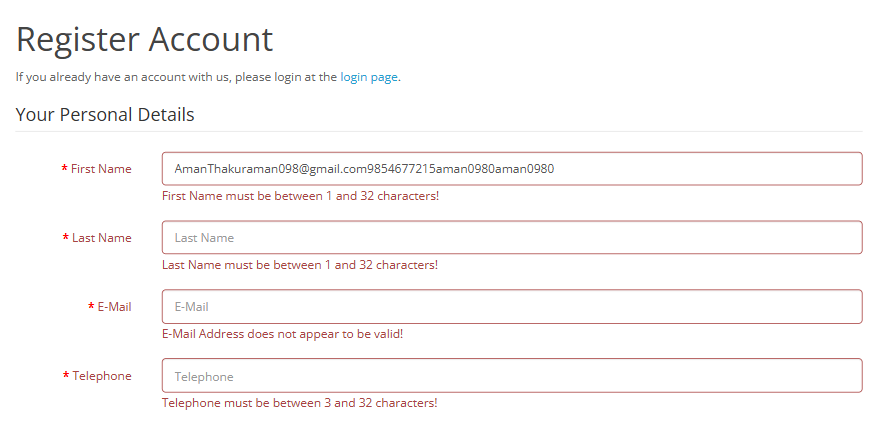 Register Account
If you already have an account with us, please login at the login page.
Your Personal Details
* First Name
AmanThakuraman098@gmail.com9854677215aman0980aman0980
First Name must be between 1 and 32 characters!
* Last Name
Last Name
Last Name must be between 1 and 32 characters!
* E-Mail
E-Mail
E-Mail Address does not appear to be valid!
* Telephone
Telephone
Telephone must be between 3 and 32 characters!